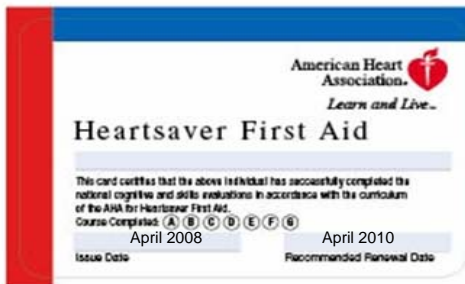 American Heart
Association®
Learn and Live℠
Heartsaver First Aid
This card certifies that the above individual has successfully completed the
national cognitive and skills evaluations in accordance with the curriculum
of the AHA for Heartsaver First Aid.
Course Completed: A B C D E F G
April 2008 April 2010
Issue Date Recommended Renewal Date